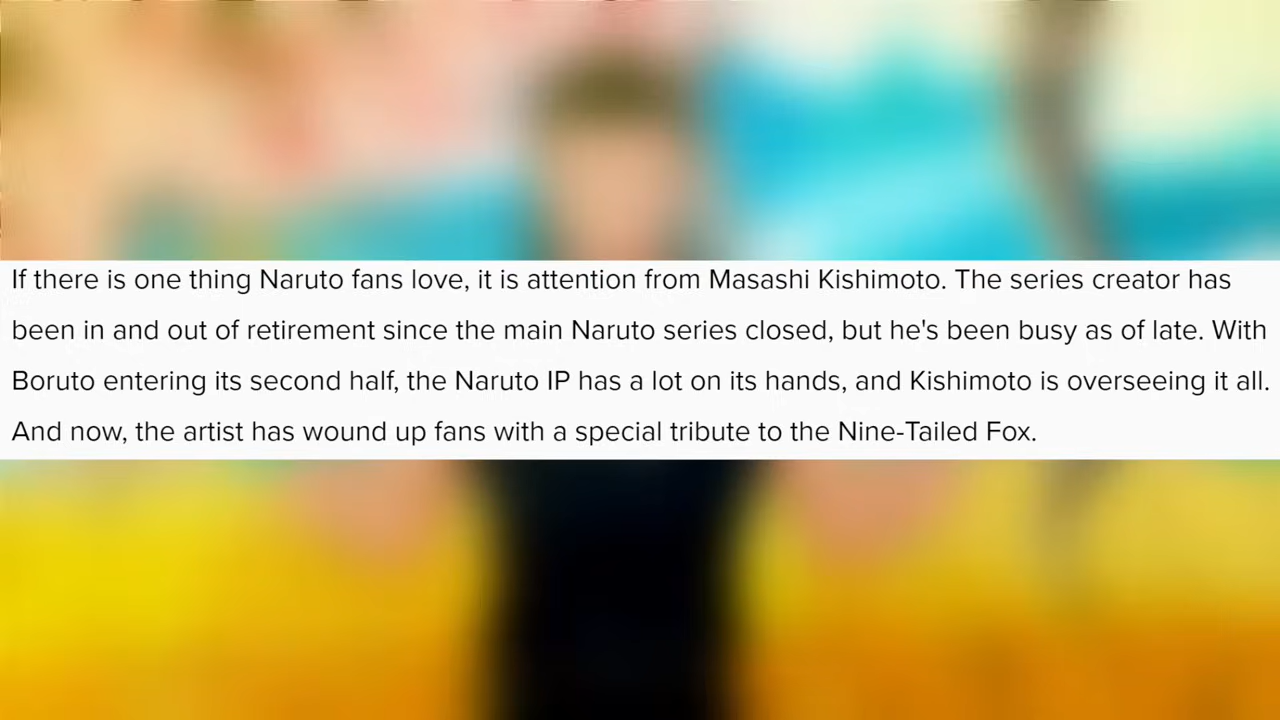 If there is one thing Naruto fans love, it is attention from Masashi Kishimoto. The series creator has
been in and out of retirement since the main Naruto series closed, but he's been busy as of late. With
Boruto entering its second half, the Naruto IP has a lot on its hands, and Kishimoto is overseeing it all.
And now, the artist has wound up fans with a special tribute to the Nine-Tailed Fox.